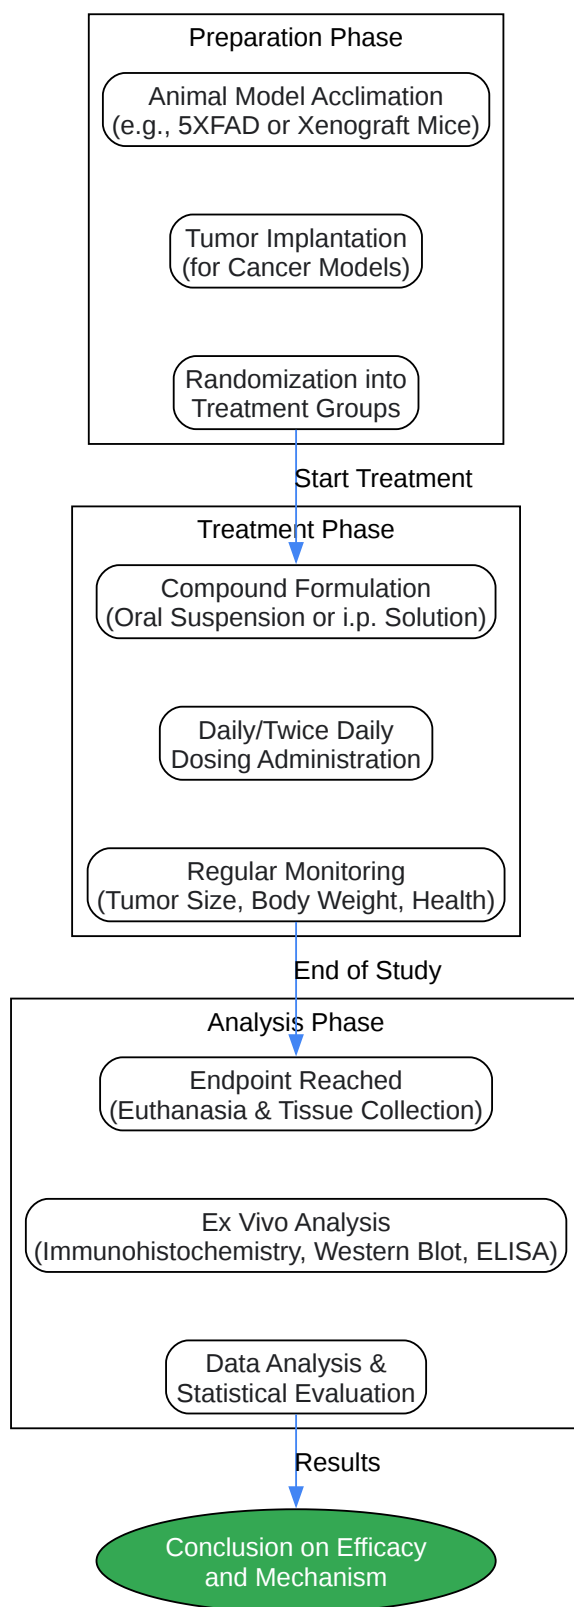 Preparation Phase
Animal Model Acclimation
(e.g., 5XFAD or Xenograft Mice)
Tumor Implantation
(for Cancer Models)
Randomization into
Treatment Groups
Start Treatment
Treatment Phase
Compound Formulation
(Oral Suspension or i.p. Solution)
Daily/Twice Daily
Dosing Administration
Regular Monitoring
(Tumor Size, Body Weight, Health)
End of Study
Analysis Phase
Endpoint Reached
(Euthanasia & Tissue Collection)
Ex Vivo Analysis
(Immunohistochemistry, Western Blot, ELISA)
Data Analysis &
Statistical Evaluation
Results
Conclusion on Efficacy
and Mechanism